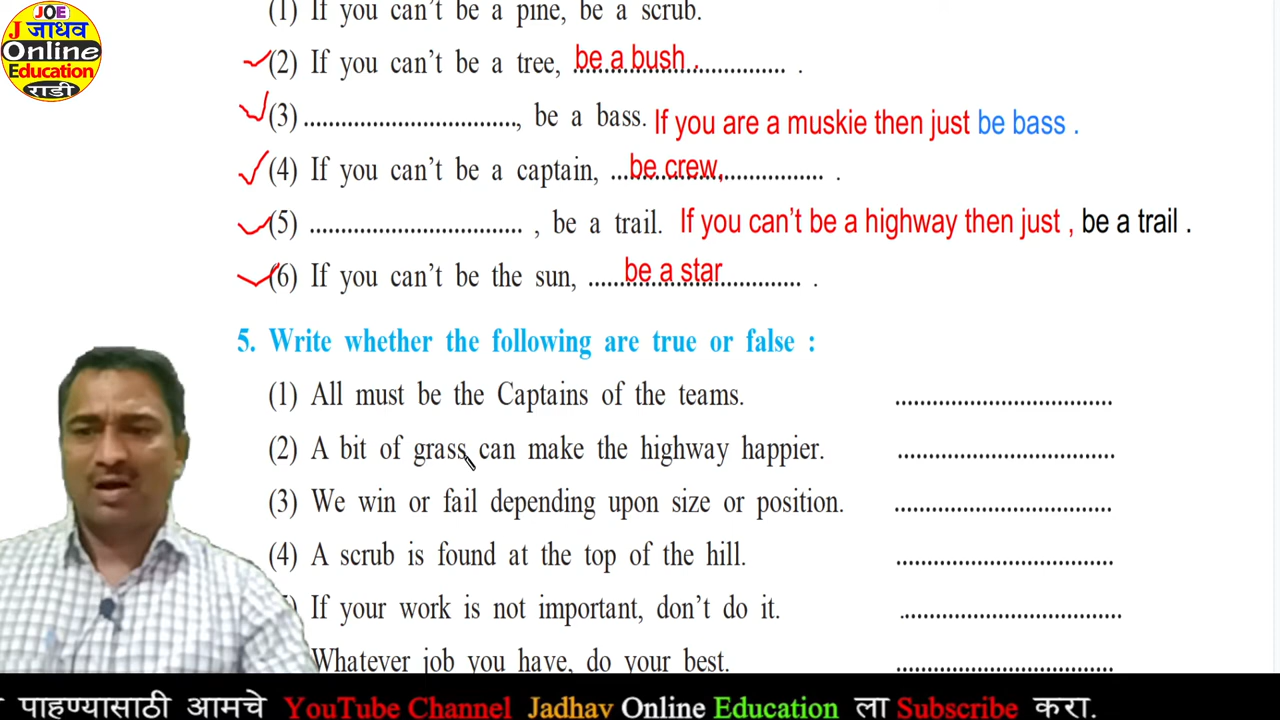 JOE
J जाधव
Online
Education
राडी
(1) If you can't be a pine, be a scrub.
(2) If you can't be a tree, be a bush . .
(3) ................................., be a bass. If you are a muskie then just be bass .
(4) If you can't be a captain, be crew, .
(5) ................................. , be a trail. If you can't be a highway then just , be a trail .
(6) If you can't be the sun, be a star .
5. Write whether the following are true or false :
(1) All must be the Captains of the teams. .................................
(2) A bit of grass can make the highway happier. .................................
(3) We win or fail depending upon size or position. .................................
(4) A scrub is found at the top of the hill. .................................
If your work is not important, don't do it. .................................
Whatever job you have, do your best. .................................
पाहण्यासाठी आमचे YouTube Channel Jadhav Online Education ला Subscribe करा.